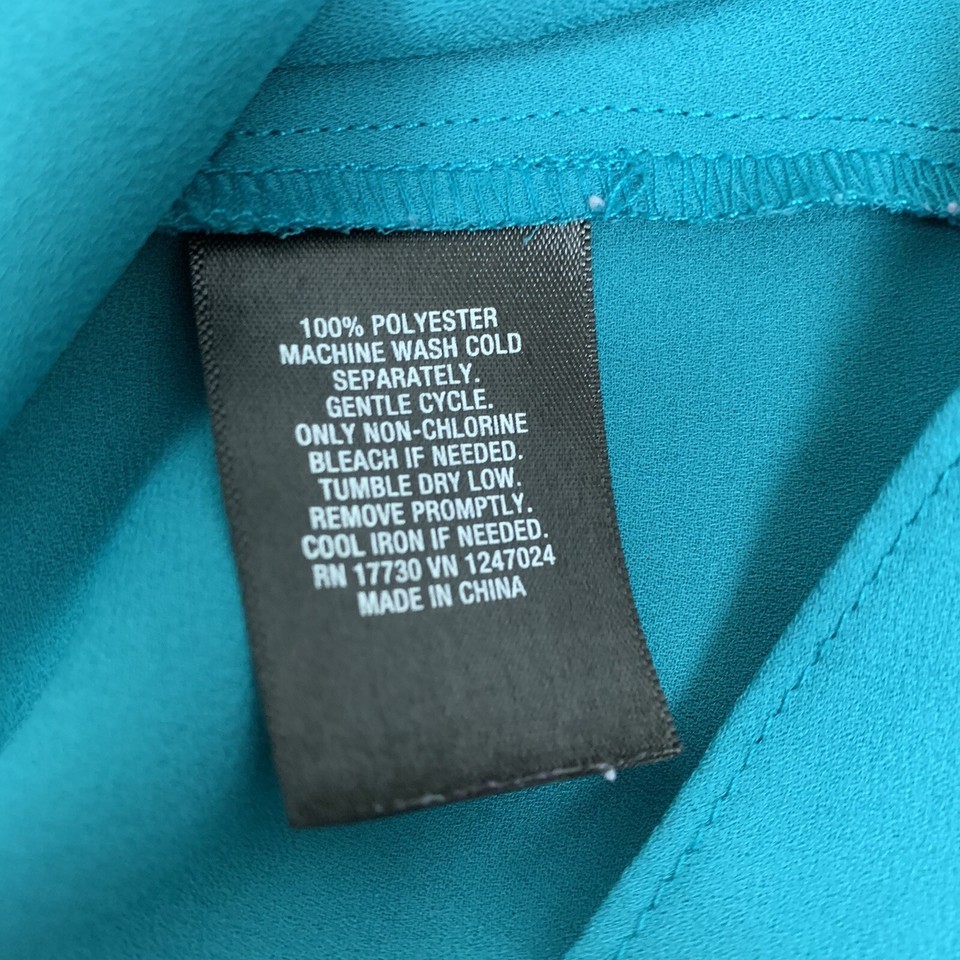 100% POLYESTER
MACHINE WASH COLD
SEPARATELY.
GENTLE CYCLE.
ONLY NON-CHLORINE
BLEACH IF NEEDED.
TUMBLE DRY LOW.
REMOVE PROMPTLY.
COOL IRON IF NEEDED.
RN 17730 VN 1247024
MADE IN CHINA